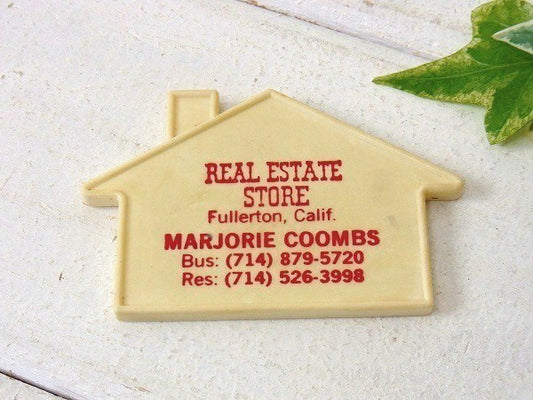 REAL ESTATE
STORE
Fullerton, Calif.
MARJORIE COOMBS
Bus: (714) 879-5720
Res: (714) 526-3998